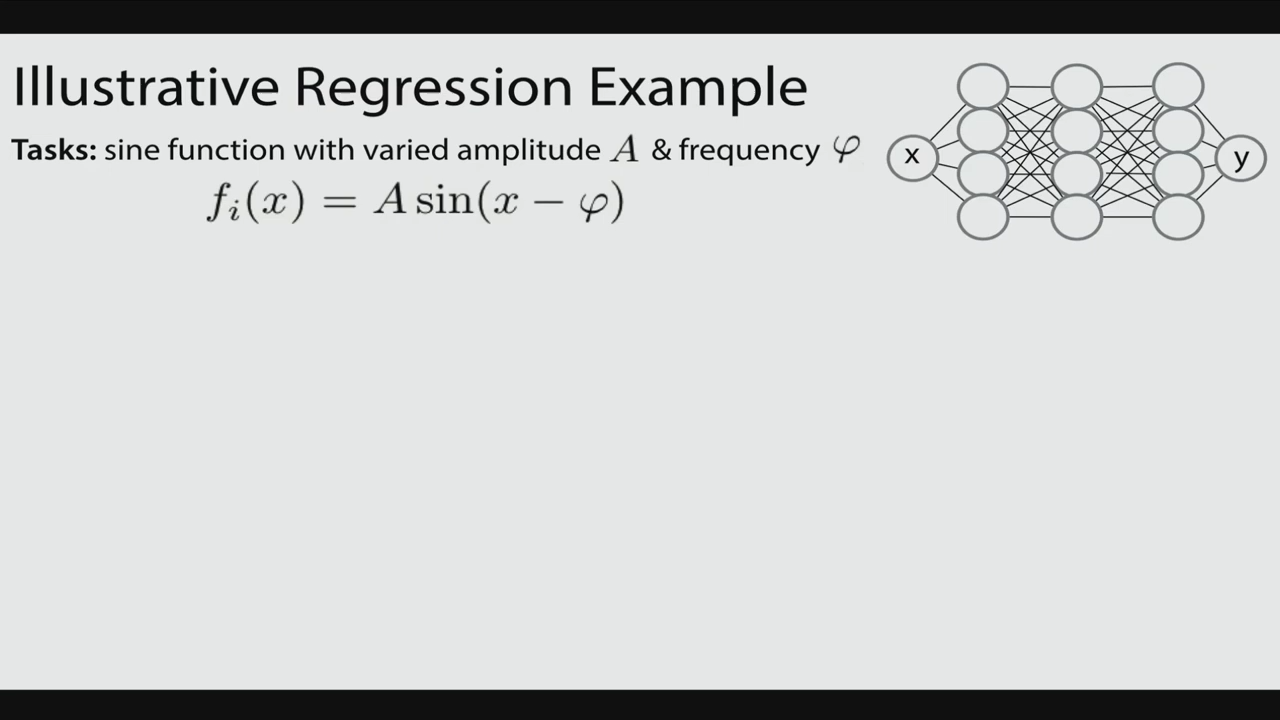 Illustrative Regression Example
Tasks: sine function with varied amplitude A & frequency φ
f_i(x) = A sin(x − φ)
x
y